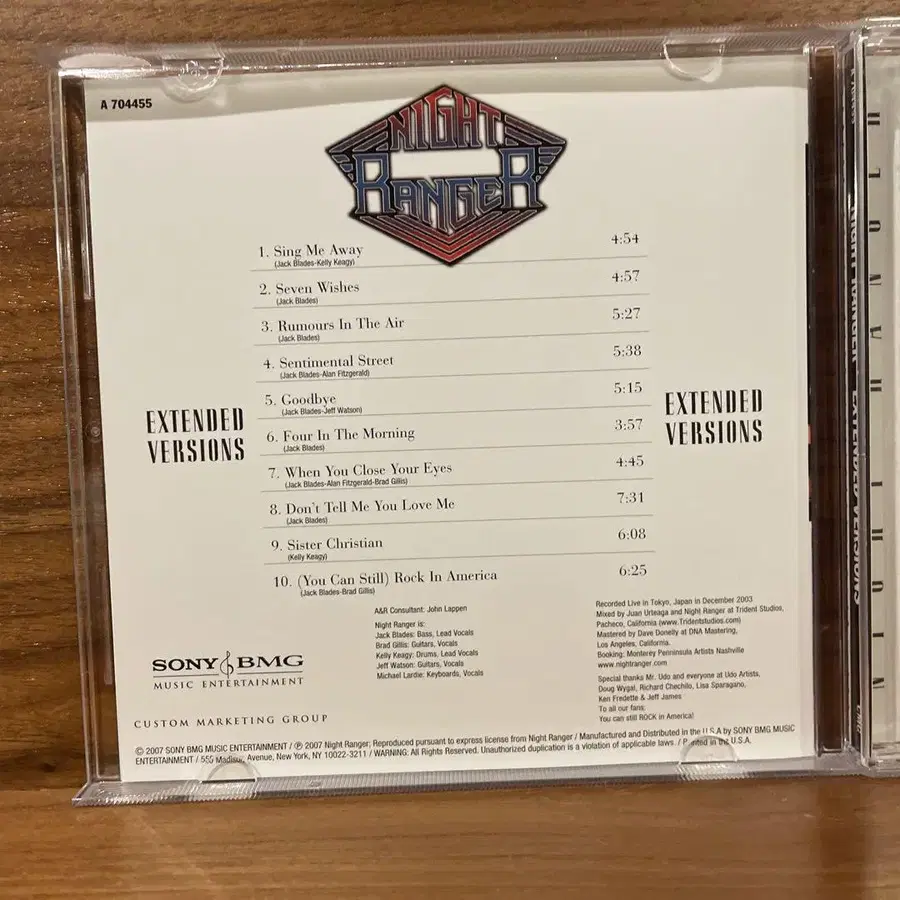 A 704455
NIGHT
RANGER
1. Sing Me Away 4:54
(Jack Blades-Kelly Keagy)
2. Seven Wishes 4:57
(Jack Blades)
3. Rumours In The Air 5:27
(Jack Blades)
4. Sentimental Street 5:38
(Jack Blades-Alan Fitzgerald)
5. Goodbye 5:15
(Jack Blades-Jeff Watson)
6. Four In The Morning 3:57
(Jack Blades)
7. When You Close Your Eyes 4:45
(Jack Blades-Alan Fitzgerald-Brad Gillis)
8. Don't Tell Me You Love Me 7:31
(Jack Blades)
9. Sister Christian 6:08
(Kelly Keagy)
10. (You Can Still) Rock In America 6:25
(Jack Blades-Brad Gillis)
EXTENDED
VERSIONS
EXTENDED
VERSIONS
A&R Consultant: John Lappen
Night Ranger is:
Jack Blades: Bass, Lead Vocals
Brad Gillis: Guitars, Vocals
Kelly Keagy: Drums, Lead Vocals
Jeff Watson: Guitars, Vocals
Michael Lardie: Keyboards, Vocals
Recorded Live in Tokyo, Japan in December 2003
Mixed by Juan Urteaga and Night Ranger at Trident Studios,
Pacheco, California (www.Tridentstudios.com)
Mastered by Dave Donelly at DNA Mastering,
Los Angeles, California.
Booking: Monterey Penninsula Artists Nashville
www.nightranger.com
Special thanks Mr. Udo and everyone at Udo Artists,
Doug Wygal, Richard Chechilo, Lisa Sparagano,
Ken Fredette & Jeff James
To all our fans:
You can still ROCK in America!
SONY BMG
MUSIC ENTERTAINMENT
CUSTOM MARKETING GROUP
© 2007 SONY BMG MUSIC ENTERTAINMENT / ℗ 2007 Night Ranger; Reproduced pursuant to express license from Night Ranger / Manufactured and Distributed in the U.S.A by SONY BMG MUSIC
ENTERTAINMENT / 555 Madison, Avenue, New York, NY 10022-3211 / WARNING: All Rights Reserved. Unauthorized duplication is a violation of applicable laws. / Printed in the U.S.A.
NIGHT RANGER EXTENDED VERSIONS